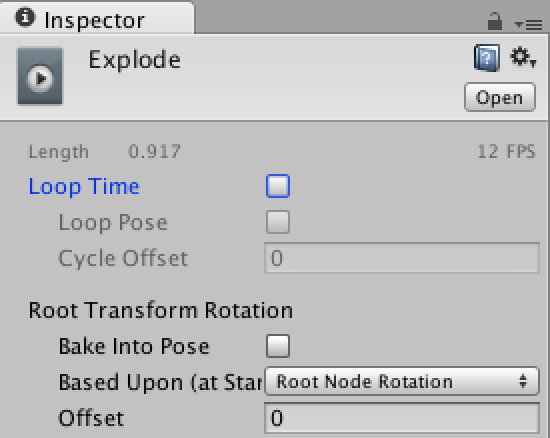 Inspector
Explode
Open
Length 0.917 12 FPS
Loop Time
Loop Pose
Cycle Offset 0
Root Transform Rotation
Bake Into Pose
Based Upon (at Star Root Node Rotation
Offset 0